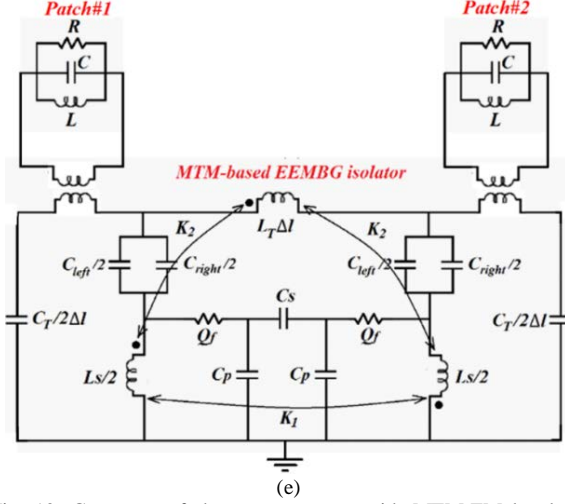 Patch#1
Patch#2
R
R
C
C
L
L
MTM-based EEMBG isolator
K2
LTΔl
K2
Cleft/2
Cright/2
Cleft/2
Cright/2
CT/2Δl
Cs
CT/2Δl
Qf
Qf
Ls/2
Cp
Cp
Ls/2
K1
(e)